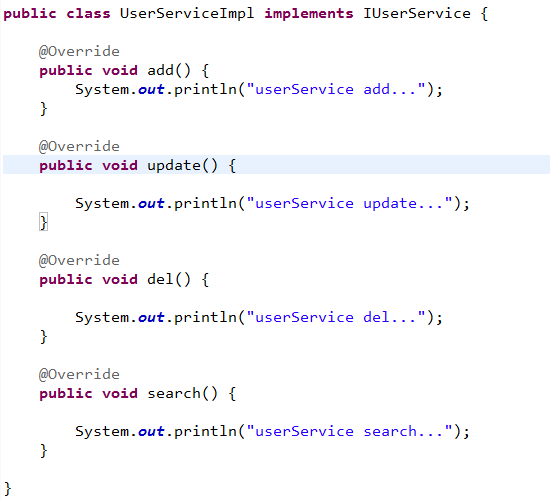 public class UserServiceImpl implements IUserService {
@Override
public void add() {
System.out.println("userService add...");
}
@Override
public void update() {
System.out.println("userService update...");
}
@Override
public void del() {
System.out.println("userService del...");
}
@Override
public void search() {
System.out.println("userService search...");
}
}